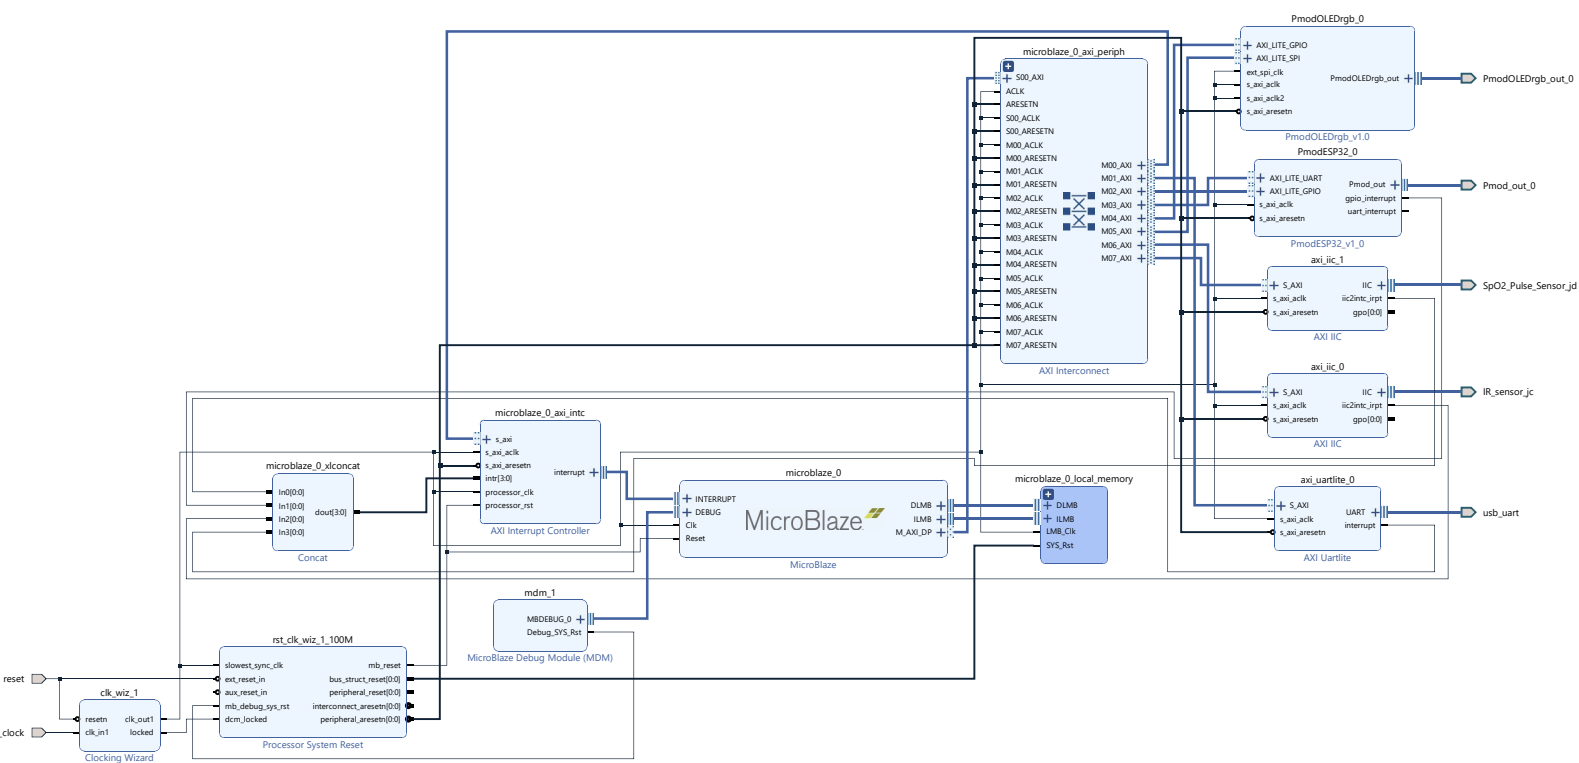 PmodOLEDrgb_0
AXI_LITE_GPIO
AXI_LITE_SPI
ext_spi_clk
s_axi_aclk
s_axi_aclk2
s_axi_aresetn
PmodOLEDrgb_out
PmodOLEDrgb_v1.0
PmodOLEDrgb_out_0
microblaze_0_axi_periph
S00_AXI
ACLK
ARESETN
S00_ACLK
S00_ARESETN
M00_ACLK
M00_ARESETN
M01_ACLK
M01_ARESETN
M02_ACLK
M02_ARESETN
M03_ACLK
M03_ARESETN
M04_ACLK
M04_ARESETN
M05_ACLK
M05_ARESETN
M06_ACLK
M06_ARESETN
M07_ACLK
M07_ARESETN
M00_AXI
M01_AXI
M02_AXI
M03_AXI
M04_AXI
M05_AXI
M06_AXI
M07_AXI
AXI Interconnect
PmodESP32_0
AXI_LITE_UART
AXI_LITE_GPIO
s_axi_aclk
s_axi_aresetn
Pmod_out
gpio_interrupt
uart_interrupt
PmodESP32_v1_0
Pmod_out_0
axi_iic_1
S_AXI
s_axi_aclk
s_axi_aresetn
IIC
iic2intc_irpt
gpo[0:0]
AXI IIC
SpO2_Pulse_Sensor_jd
axi_iic_0
S_AXI
s_axi_aclk
s_axi_aresetn
IIC
iic2intc_irpt
gpo[0:0]
AXI IIC
IR_sensor_jc
microblaze_0_axi_intc
s_axi
s_axi_aclk
s_axi_aresetn
intr[3:0]
processor_clk
processor_rst
interrupt
AXI Interrupt Controller
microblaze_0_xlconcat
In0[0:0]
In1[0:0]
In2[0:0]
In3[0:0]
dout[3:0]
Concat
microblaze_0
INTERRUPT
DEBUG
Clk
Reset
MicroBlaze
DLMB
ILMB
M_AXI_DP
MicroBlaze
microblaze_0_local_memory
DLMB
ILMB
LMB_Clk
SYS_Rst
axi_uartlite_0
S_AXI
s_axi_aclk
s_axi_aresetn
UART
interrupt
AXI Uartlite
usb_uart
mdm_1
MBDEBUG_0
Debug_SYS_Rst
MicroBlaze Debug Module (MDM)
rst_clk_wiz_1_100M
slowest_sync_clk
ext_reset_in
aux_reset_in
mb_debug_sys_rst
dcm_locked
mb_reset
bus_struct_reset[0:0]
peripheral_reset[0:0]
interconnect_aresetn[0:0]
peripheral_aresetn[0:0]
Processor System Reset
reset
_clock
clk_wiz_1
resetn
clk_in1
clk_out1
locked
Clocking Wizard